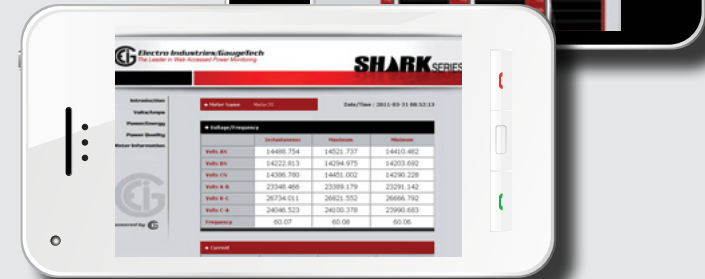 Electro Industries/GaugeTech
The Leader in Web Accessed Power Monitoring
SHARK SERIES
Introduction
Volts/Amps
Power/Energy
Power Quality
Meter Information
powered by EIG
Meter Name
Date/Time : 2011-03-31 08:52:13
Voltage/Frequency
Instantaneous Maximum Minimum
Volts AN 14488.754 14521.737 14410.482
Volts BN 14222.813 14294.975 14203.692
Volts CN 14386.780 14451.002 14290.228
Volts A-B 23348.466 23389.179 23291.142
Volts B-C 26734.011 26821.552 26666.792
Volts C-A 24046.523 24100.378 23990.683
Frequency 60.07 60.08 60.06
Current